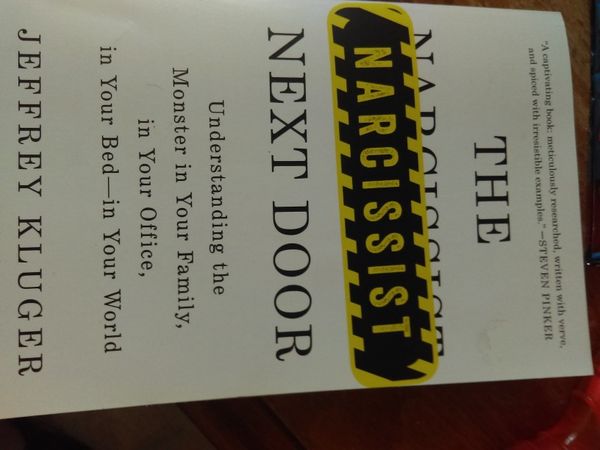 "A captivating book: meticulously researched, written with verve,
and spiced with irresistible examples." —STEVEN PINKER
THE
NARCISSIST
NARCISSIST
NEXT DOOR
Understanding the
Monster in Your Family,
in Your Office,
in Your Bed—in Your World
JEFFREY KLUGER